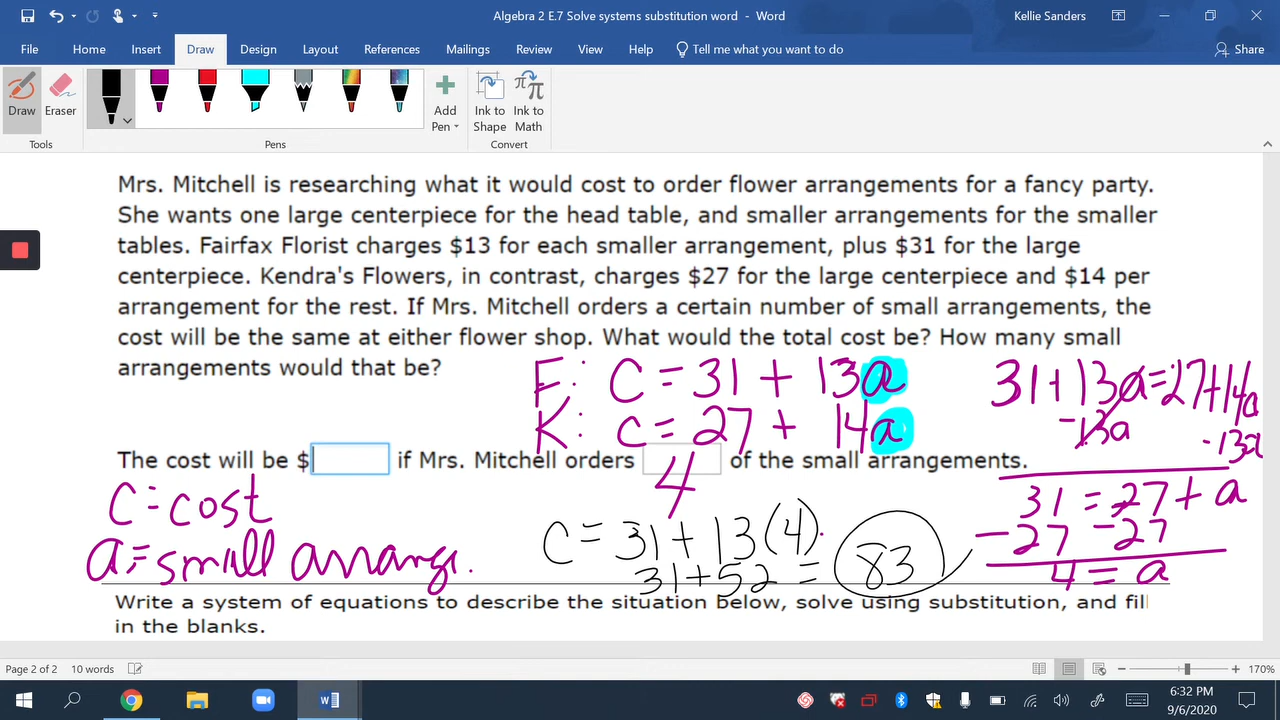 Algebra 2 E.7 Solve systems substitution word - Word
Kellie Sanders
File Home Insert Draw Design Layout References Mailings Review View Help Tell me what you want to do Share
Draw Eraser Add Pen Ink to Shape Ink to Math
Tools Pens Convert
Mrs. Mitchell is researching what it would cost to order flower arrangements for a fancy party.
She wants one large centerpiece for the head table, and smaller arrangements for the smaller
tables. Fairfax Florist charges $13 for each smaller arrangement, plus $31 for the large
centerpiece. Kendra's Flowers, in contrast, charges $27 for the large centerpiece and $14 per
arrangement for the rest. If Mrs. Mitchell orders a certain number of small arrangements, the
cost will be the same at either flower shop. What would the total cost be? How many small
arrangements would that be?
F: C = 31 + 13a
K: C = 27 + 14a
31 + 13a = 27 + 14a
-13a -13a
The cost will be $ if Mrs. Mitchell orders of the small arrangements.
4
31 = 27 + a
-27 -27
4 = a
C = cost
a = small arrange.
C = 31 + 13(4)
31 + 52 = 83
Write a system of equations to describe the situation below, solve using substitution, and fill
in the blanks.
Page 2 of 2 10 words 170%
6:32 PM
9/6/2020